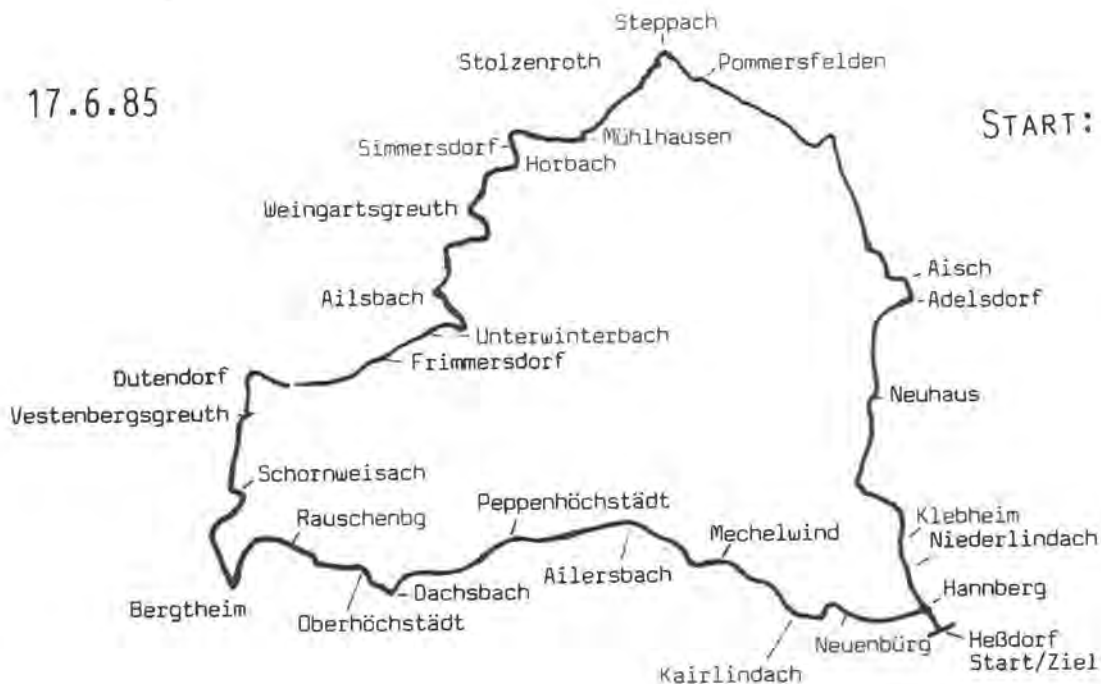 Steppach
Stolzenroth
Pommersfelden
17.6.85
START:
Simmersdorf
Mühlhausen
Horbach
Weingartsgreuth
Aisch
Ailsbach
Adelsdorf
Unterwinterbach
Frimmersdorf
Dutendorf
Neuhaus
Vestenbergsgreuth
Schornweisach
Peppenhöchstädt
Klebheim
Rauschenbg
Mechelwind
Niederlindach
Ailersbach
Dachsbach
Hannberg
Bergtheim
Oberhöchstädt
Neuenbürg
Heßdorf
Start/Ziel
Kairlindach